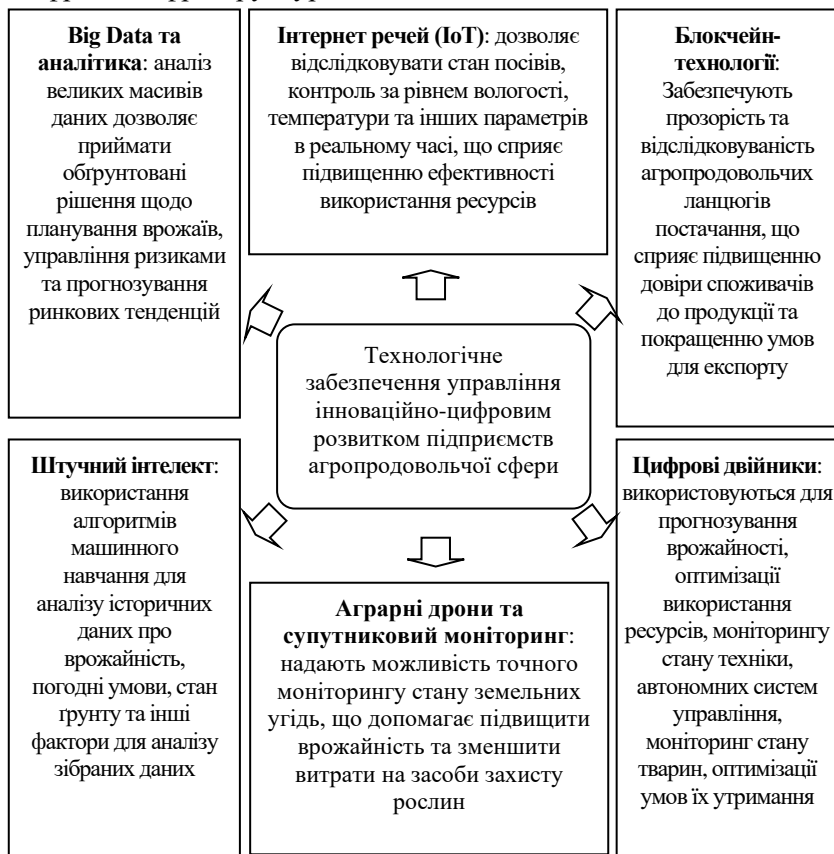 Big Data та
аналітика: аналіз
великих масивів
даних дозволяє
приймати
обґрунтовані
рішення щодо
планування врожаїв,
управління ризиками
та прогнозування
ринкових тенденцій
Інтернет речей (IoT): дозволяє
відслідковувати стан посівів,
контроль за рівнем вологості,
температури та інших параметрів
в реальному часі, що сприяє
підвищенню ефективності
використання ресурсів
Блокчейн-
технології:
Забезпечують
прозорість та
відслідковуваність
агропродовольчих
ланцюгів
постачання, що
сприяє підвищенню
довіри споживачів
до продукції та
покращенню умов
для експорту
Технологічне
забезпечення управління
інноваційно-цифровим
розвитком підприємств
агропродовольчої сфери
Штучний інтелект:
використання
алгоритмів
машинного
навчання для
аналізу історичних
даних про
врожайність,
погодні умови, стан
ґрунту та інші
фактори для аналізу
зібраних даних
Аграрні дрони та
супутниковий моніторинг:
надають можливість точного
моніторингу стану земельних
угідь, що допомагає підвищити
врожайність та зменшити
витрати на засоби захисту
рослин
Цифрові двійники:
використовуються для
прогнозування
врожайності,
оптимізації
використання
ресурсів, моніторингу
стану техніки,
автономних систем
управління,
моніторинг стану
тварин, оптимізації
умов їх утримання